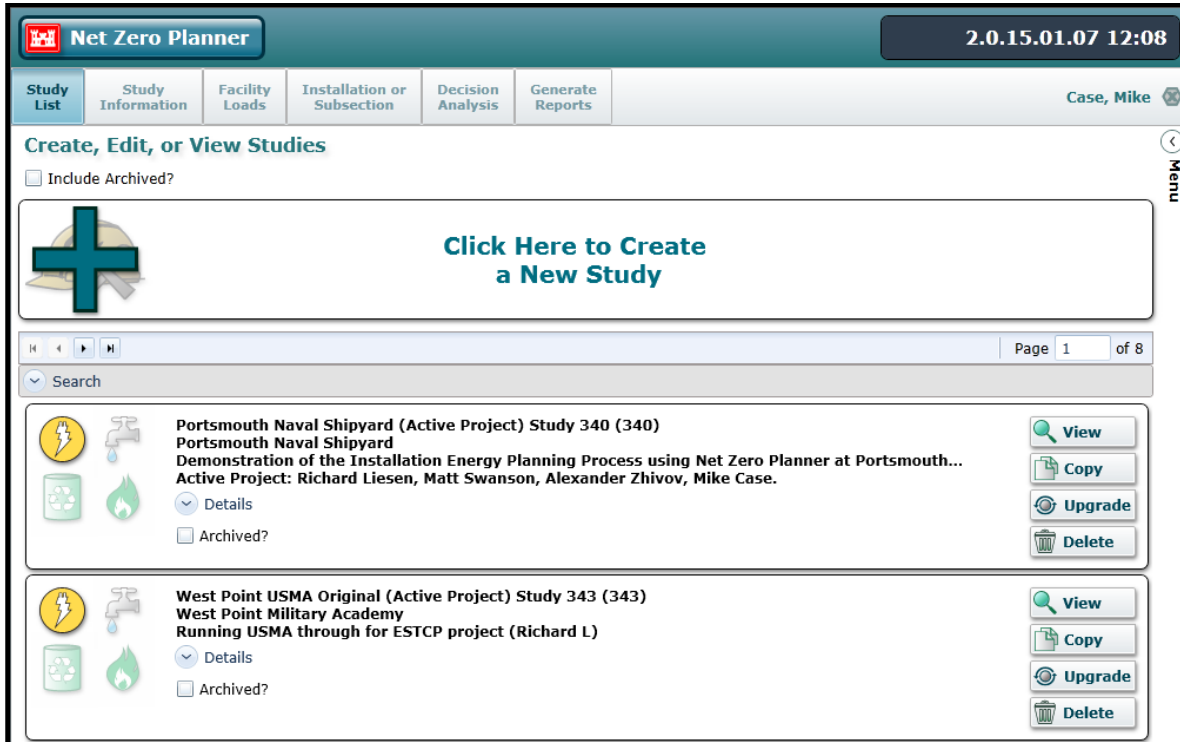 Net Zero Planner
2.0.15.01.07 12:08
Study List
Study Information
Facility Loads
Installation or Subsection
Decision Analysis
Generate Reports
Case, Mike
Menu
Create, Edit, or View Studies
Include Archived?
Click Here to Create
a New Study
Page 1 of 8
Search
Portsmouth Naval Shipyard (Active Project) Study 340 (340)
Portsmouth Naval Shipyard
Demonstration of the Installation Energy Planning Process using Net Zero Planner at Portsmouth...
Active Project: Richard Liesen, Matt Swanson, Alexander Zhivov, Mike Case.
Details
Archived?
View
Copy
Upgrade
Delete
West Point USMA Original (Active Project) Study 343 (343)
West Point Military Academy
Running USMA through for ESTCP project (Richard L)
Details
Archived?
View
Copy
Upgrade
Delete